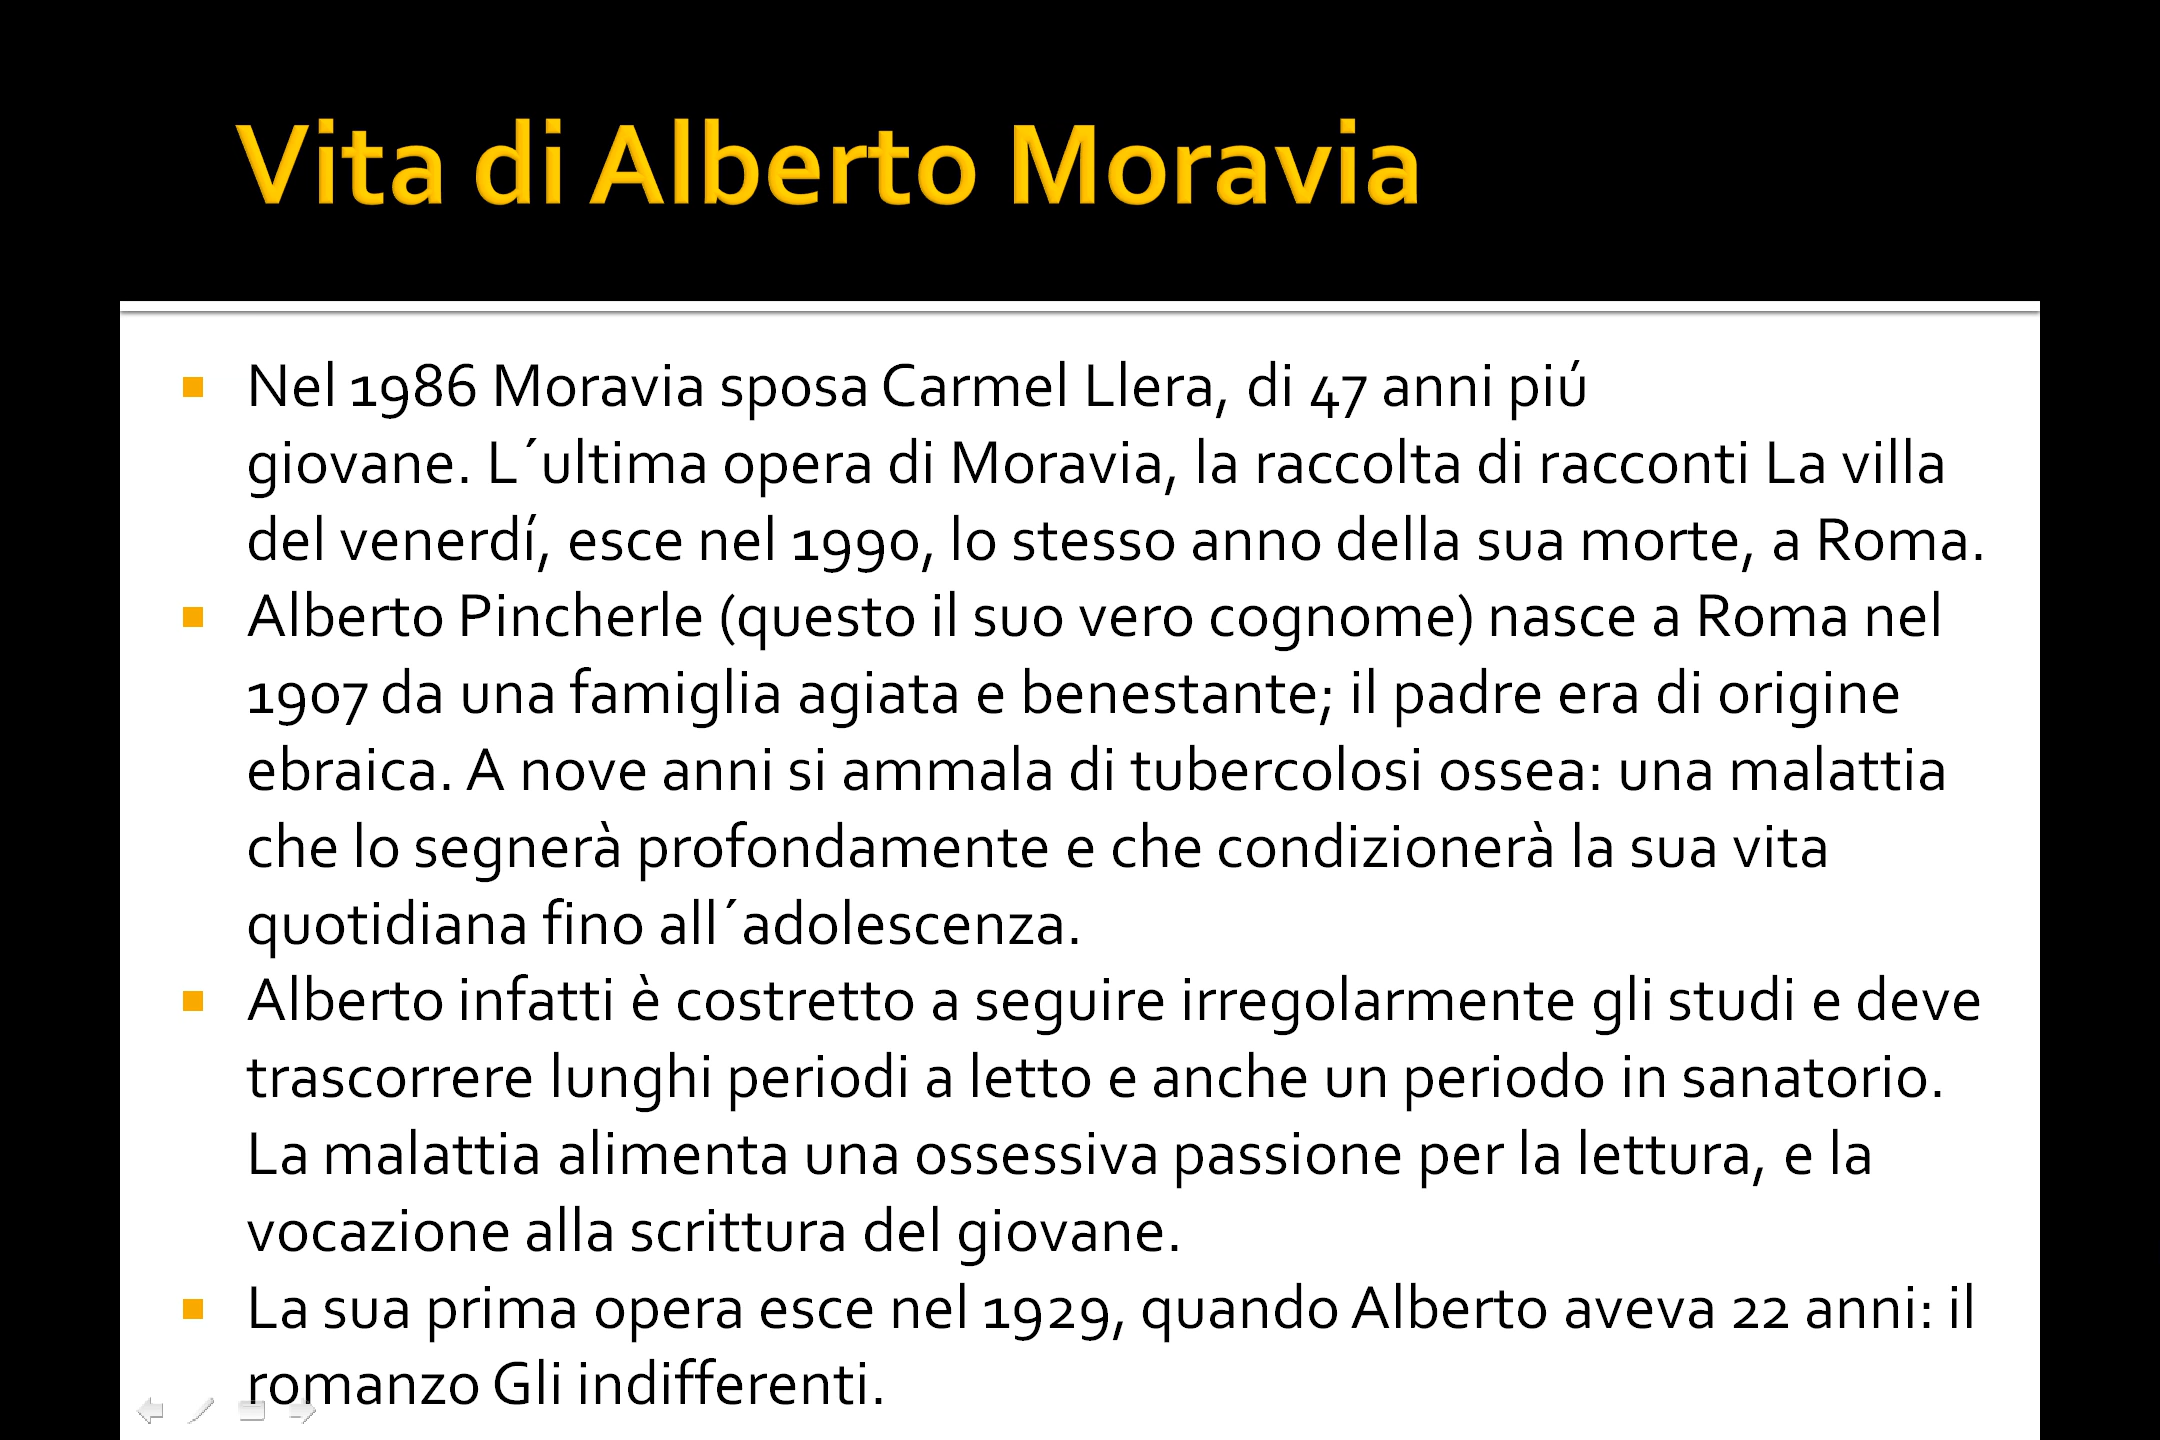 Vita di Alberto Moravia
Nel 1986 Moravia sposa Carmel Llera, di 47 anni piú
giovane. L´ultima opera di Moravia, la raccolta di racconti La villa
del venerdí, esce nel 1990, lo stesso anno della sua morte, a Roma.
Alberto Pincherle (questo il suo vero cognome) nasce a Roma nel
1907 da una famiglia agiata e benestante; il padre era di origine
ebraica. A nove anni si ammala di tubercolosi ossea: una malattia
che lo segnerà profondamente e che condizionerà la sua vita
quotidiana fino all´adolescenza.
Alberto infatti è costretto a seguire irregolarmente gli studi e deve
trascorrere lunghi periodi a letto e anche un periodo in sanatorio.
La malattia alimenta una ossessiva passione per la lettura, e la
vocazione alla scrittura del giovane.
La sua prima opera esce nel 1929, quando Alberto aveva 22 anni: il
romanzo Gli indifferenti.